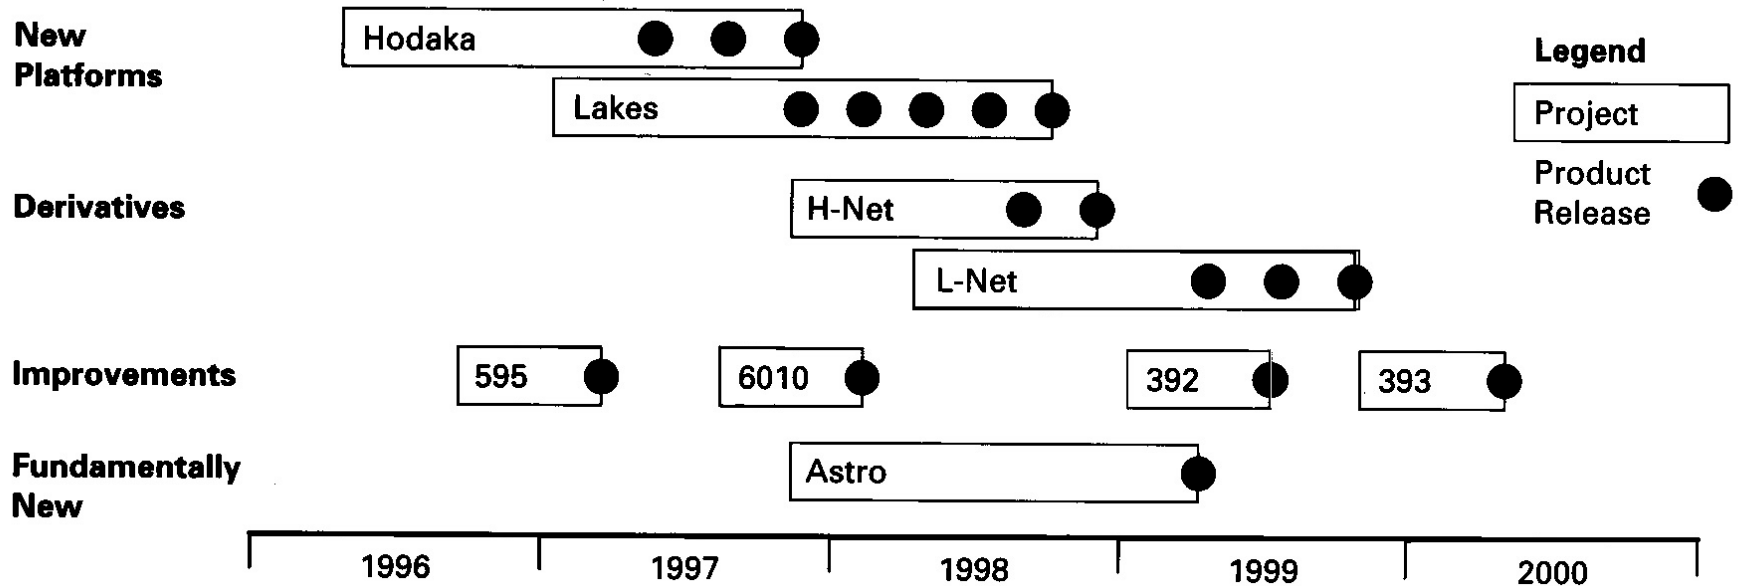 New
Platforms
Hodaka
Lakes
Legend
Project
Product
Release
Derivatives
H-Net
L-Net
Improvements
595
6010
392
393
Fundamentally
New
Astro
1996
1997
1998
1999
2000